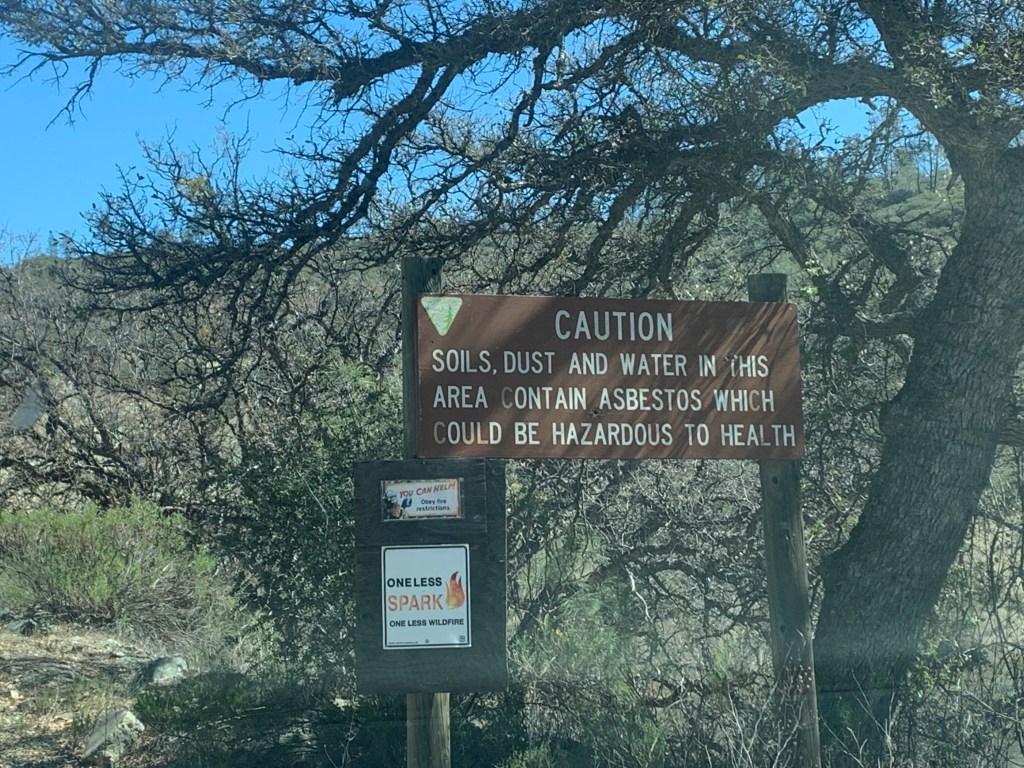 CAUTION
SOILS, DUST AND WATER IN THIS
AREA CONTAIN ASBESTOS WHICH
COULD BE HAZARDOUS TO HEALTH
YOU CAN HELP!
Obey fire
restrictions.
ONE LESS
SPARK
ONE LESS WILDFIRE